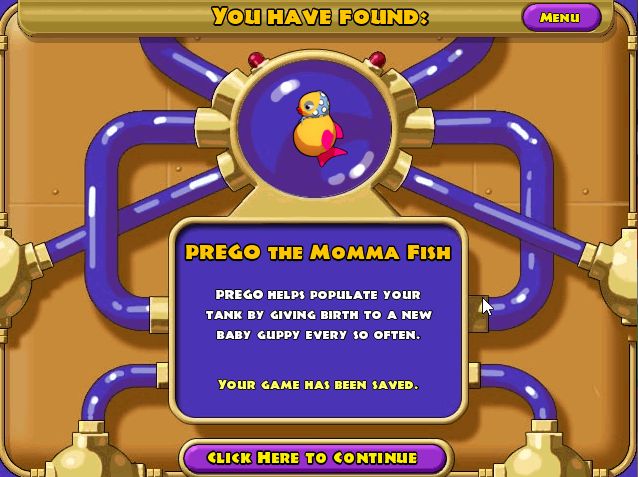 You have found:
Menu
PREGO the Momma Fish
PREGO helps populate your
tank by giving birth to a new
baby guppy every so often.
Your game has been saved.
Click Here to Continue